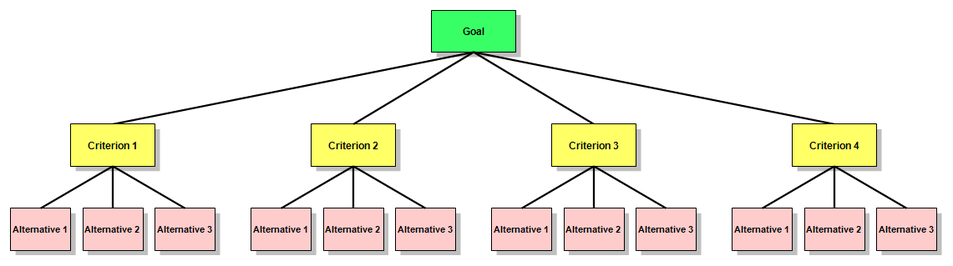 Goal
Criterion 1
Criterion 2
Criterion 3
Criterion 4
Alternative 1
Alternative 2
Alternative 3
Alternative 1
Alternative 2
Alternative 3
Alternative 1
Alternative 2
Alternative 3
Alternative 1
Alternative 2
Alternative 3